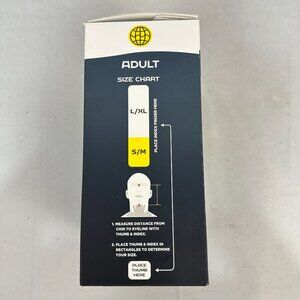 ADULT
SIZE CHART
L/XL
S/M
PLACE INDEX FINGER HERE
1. MEASURE DISTANCE FROM
CHIN TO EYELINE WITH
THUMB & INDEX.
2. PLACE THUMB & INDEX IN
RECTANGLES TO DETERMINE
YOUR SIZE.
PLACE
THUMB
HERE